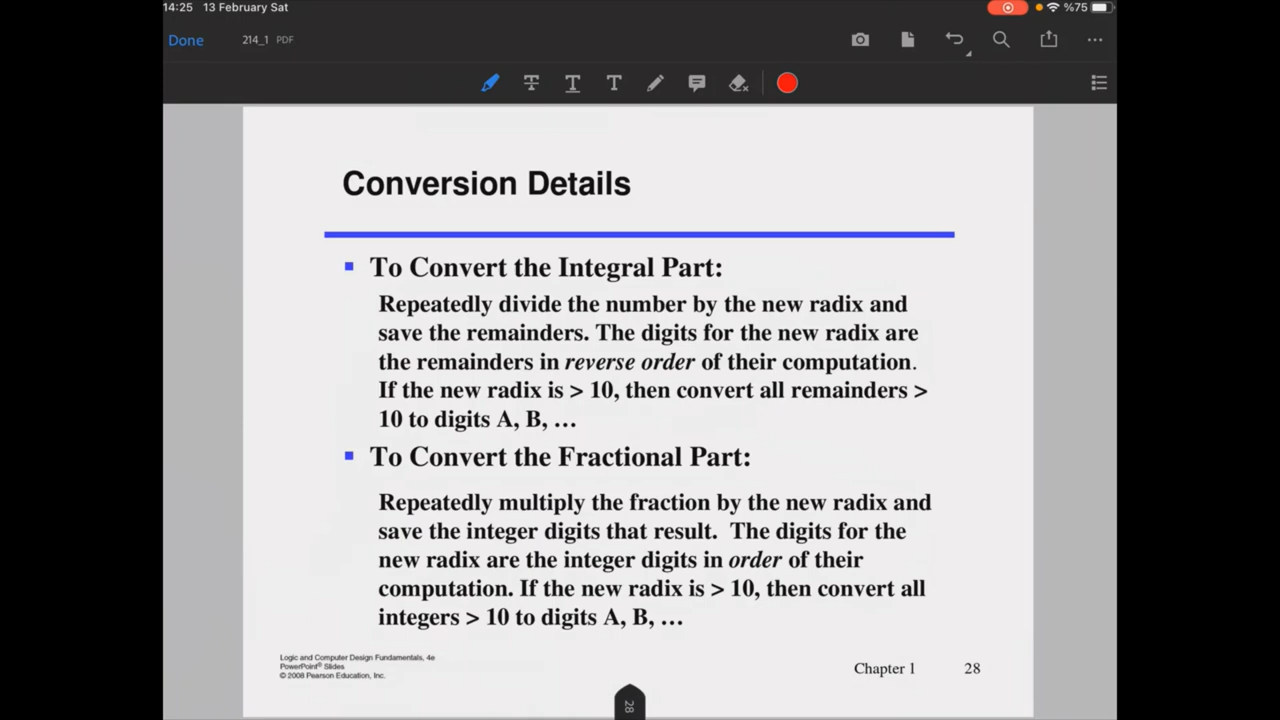 14:25 13 February Sat
%75
Done
214_1 PDF
Conversion Details
To Convert the Integral Part:
Repeatedly divide the number by the new radix and
save the remainders. The digits for the new radix are
the remainders in reverse order of their computation.
If the new radix is > 10, then convert all remainders >
10 to digits A, B, …
To Convert the Fractional Part:
Repeatedly multiply the fraction by the new radix and
save the integer digits that result. The digits for the
new radix are the integer digits in order of their
computation. If the new radix is > 10, then convert all
integers > 10 to digits A, B, …
Logic and Computer Design Fundamentals, 4e
PowerPoint® Slides
© 2008 Pearson Education, Inc.
Chapter 1 28
28